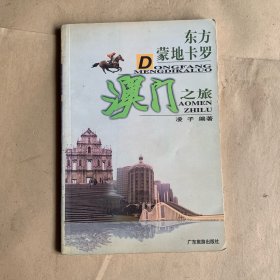 东方
蒙地卡罗
DONGFANG
MENGDIKALUO
澳门之旅
AOMEN
ZHILU
凌子 编著
广东旅游出版社